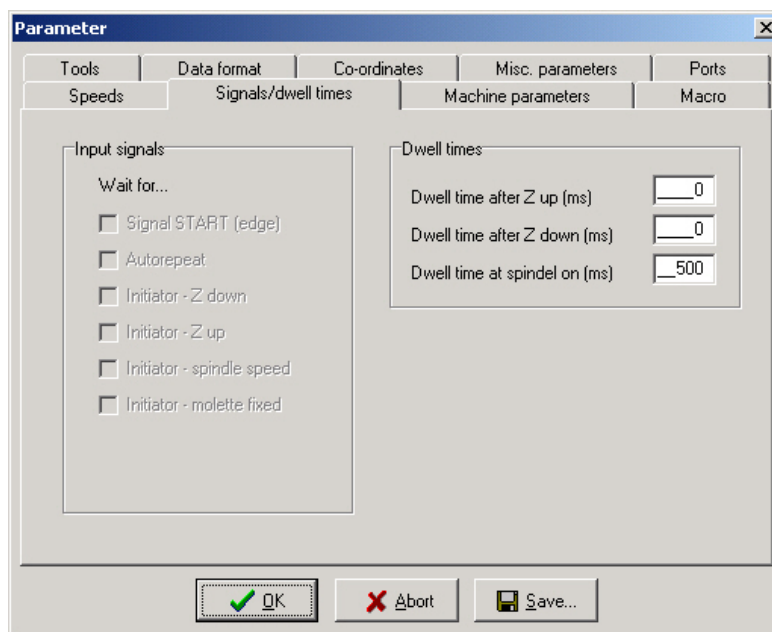 Parameter
Tools Data format Co-ordinates Misc. parameters Ports
Speeds Signals/dwell times Machine parameters Macro
Input signals
Wait for...
Signal START (edge)
Autorepeat
Initiator - Z down
Initiator - Z up
Initiator - spindle speed
Initiator - molette fixed
Dwell times
Dwell time after Z up (ms) ____0
Dwell time after Z down (ms) ____0
Dwell time at spindel on (ms) __500
OK Abort Save...